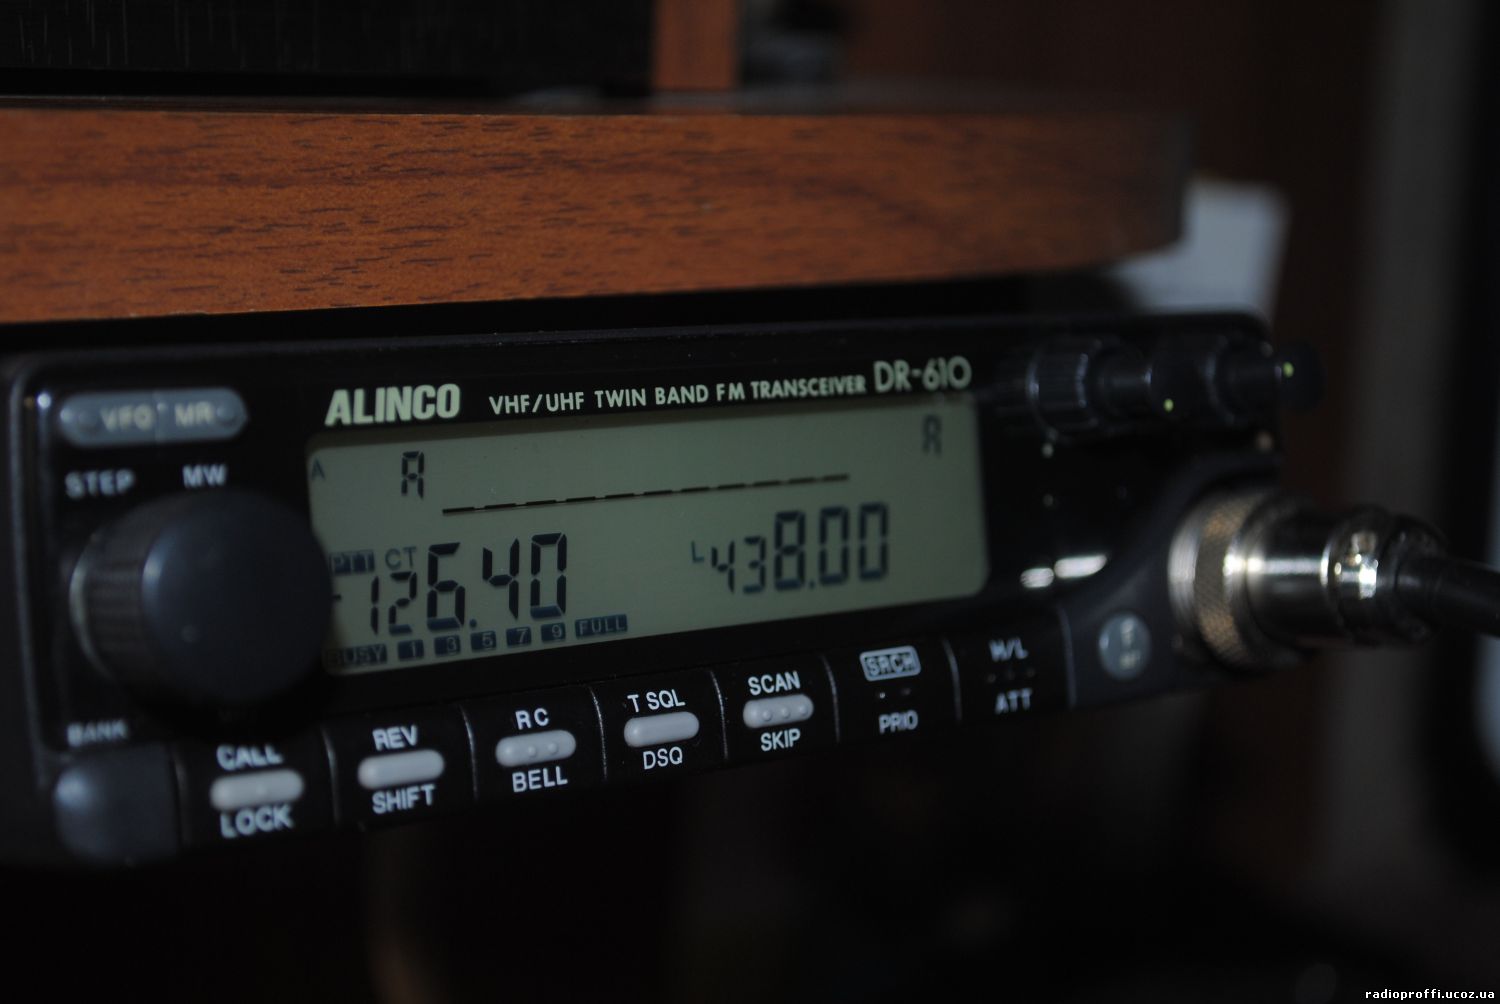 ALINCO VHF/UHF TWIN BAND FM TRANSCEIVER DR-610
VFO MR
STEP MW
A A A
PTT CT
-126.40 L 438.00
BUSY 1 3 5 7 9 FULL
BANK
CALL REV RC T SQL SCAN SRCH H/L
LOCK SHIFT BELL DSQ SKIP PRIO ATT
radioproffi.ucoz.ua